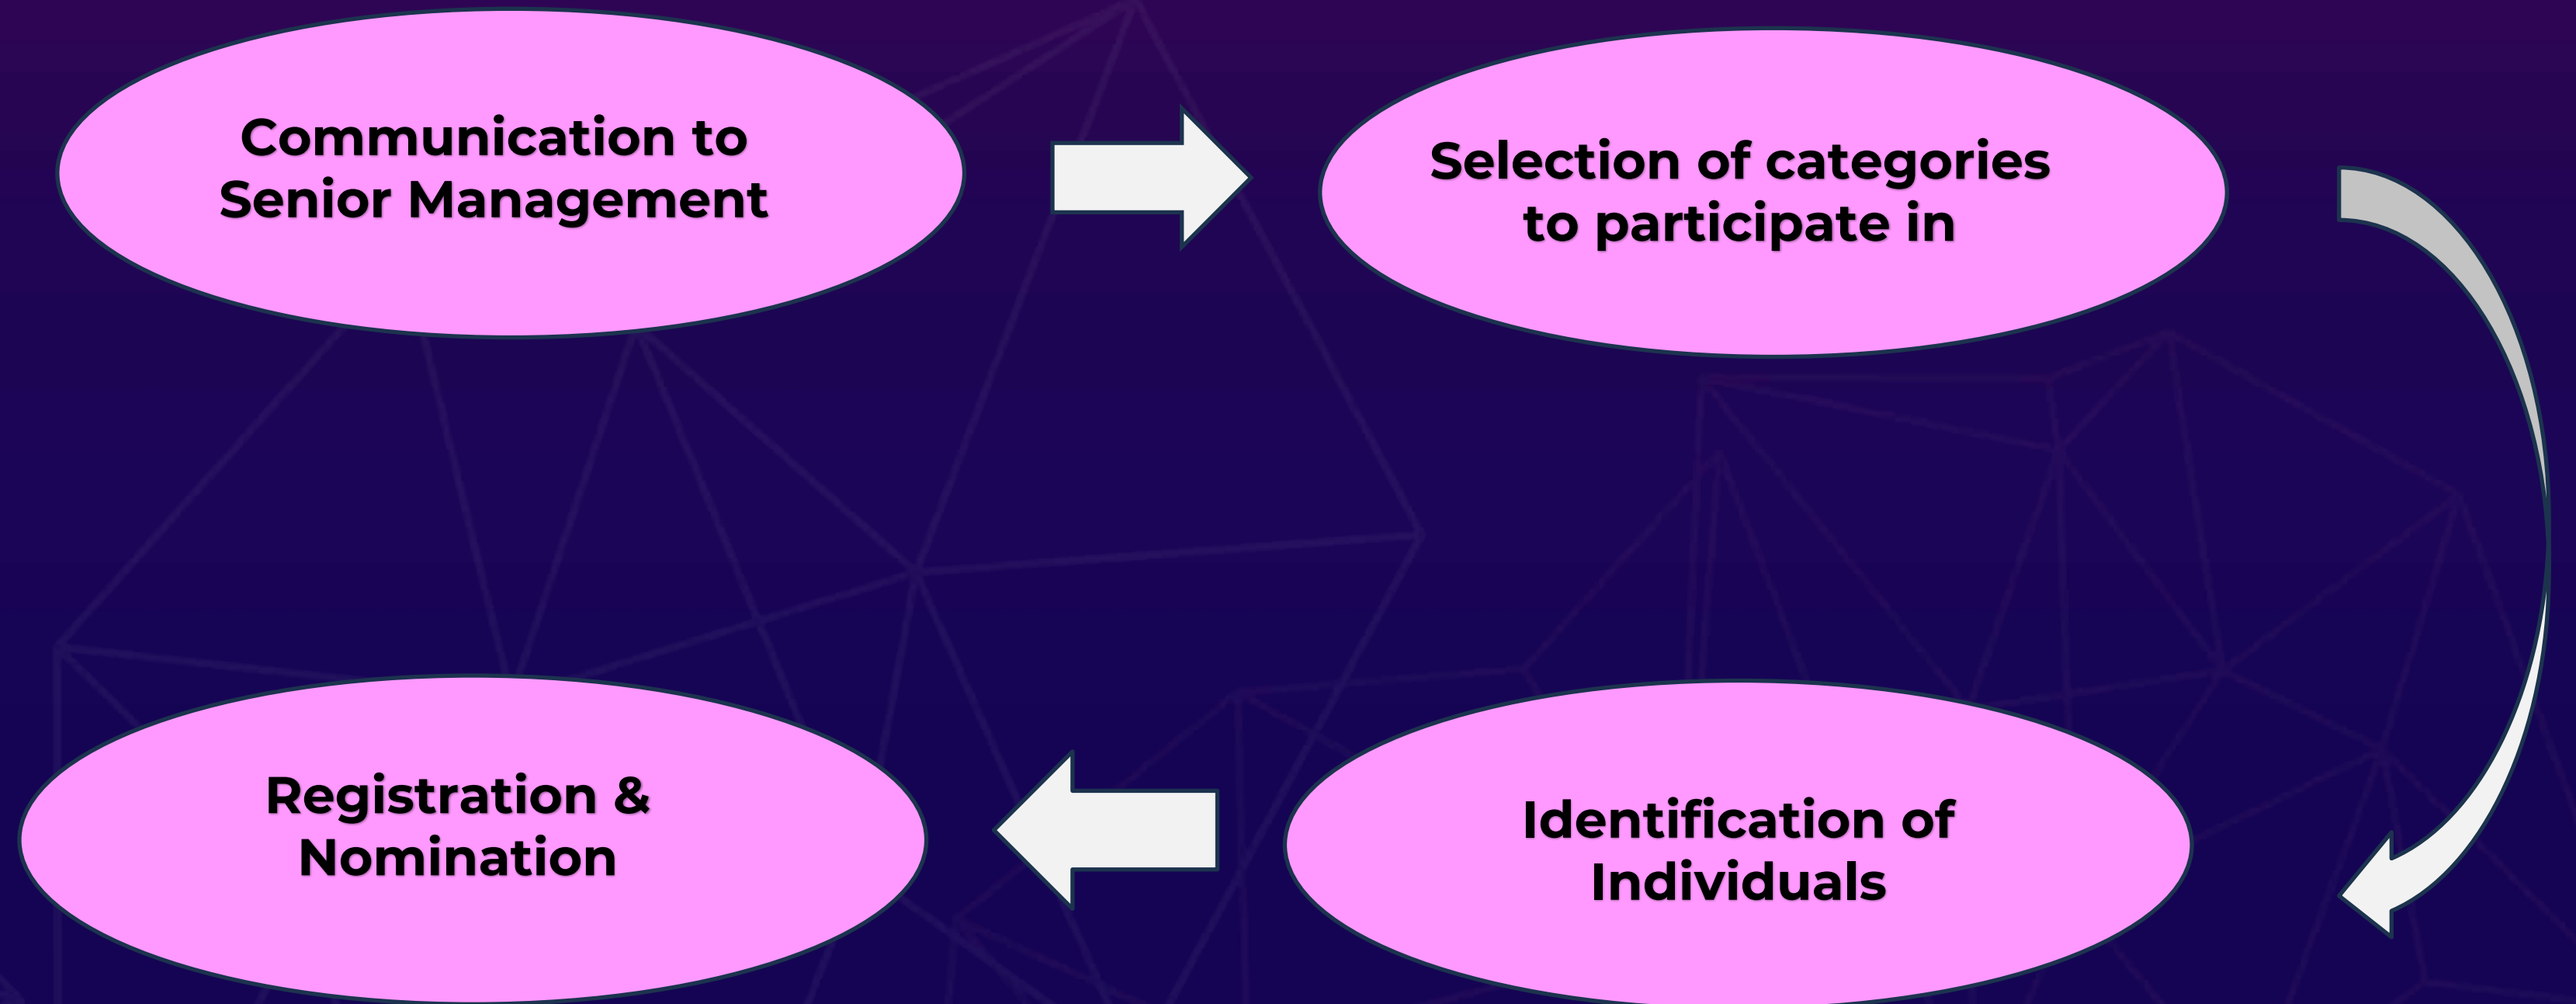 Communication to
Senior Management
Selection of categories
to participate in
Identification of
Individuals
Registration &
Nomination